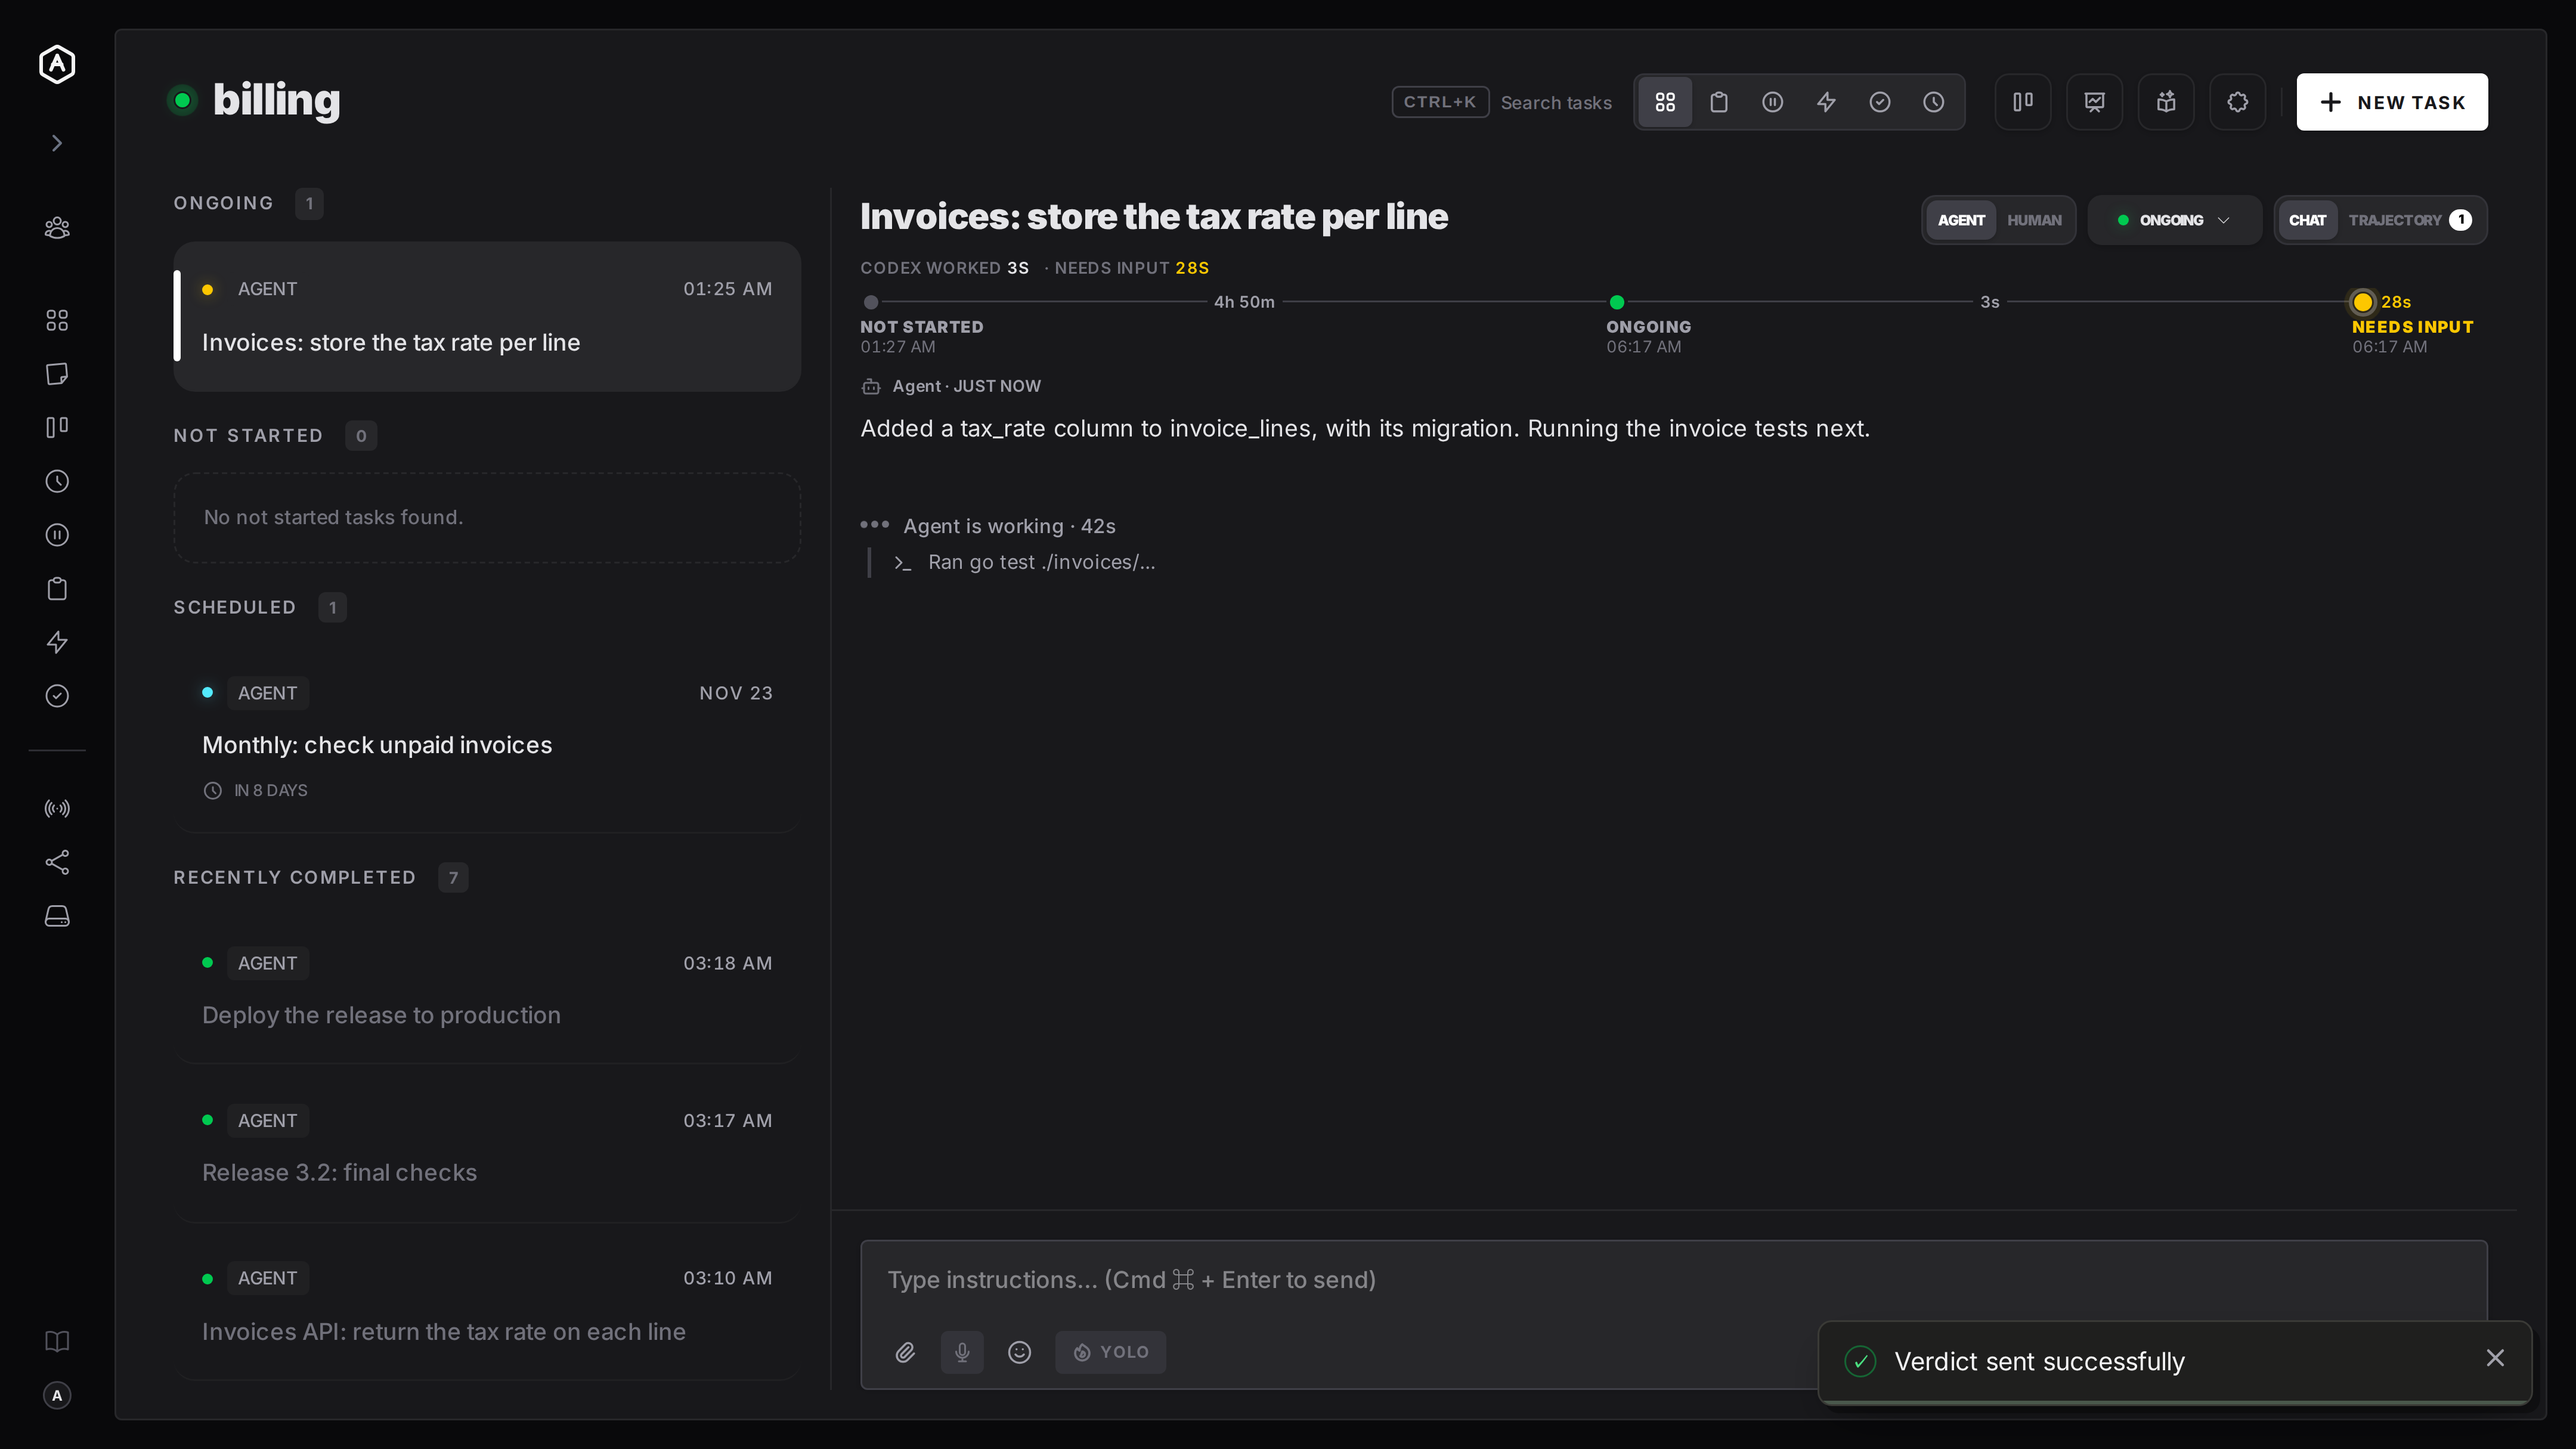 billing
CTRL+K Search tasks
NEW TASK
ONGOING 1
AGENT 01:25 AM
Invoices: store the tax rate per line
NOT STARTED 0
No not started tasks found.
SCHEDULED 1
AGENT NOV 23
Monthly: check unpaid invoices
IN 8 DAYS
RECENTLY COMPLETED 7
AGENT 03:18 AM
Deploy the release to production
AGENT 03:17 AM
Release 3.2: final checks
AGENT 03:10 AM
Invoices API: return the tax rate on each line
A
Invoices: store the tax rate per line
AGENT HUMAN ONGOING CHAT TRAJECTORY 1
CODEX WORKED 3S · NEEDS INPUT 28S
4h 50m 3s 28s
NOT STARTED ONGOING NEEDS INPUT
01:27 AM 06:17 AM 06:17 AM
Agent · JUST NOW
Added a tax_rate column to invoice_lines, with its migration. Running the invoice tests next.
Agent is working · 42s
Ran go test ./invoices/...
Type instructions... (Cmd ⌘ + Enter to send)
YOLO
Verdict sent successfully